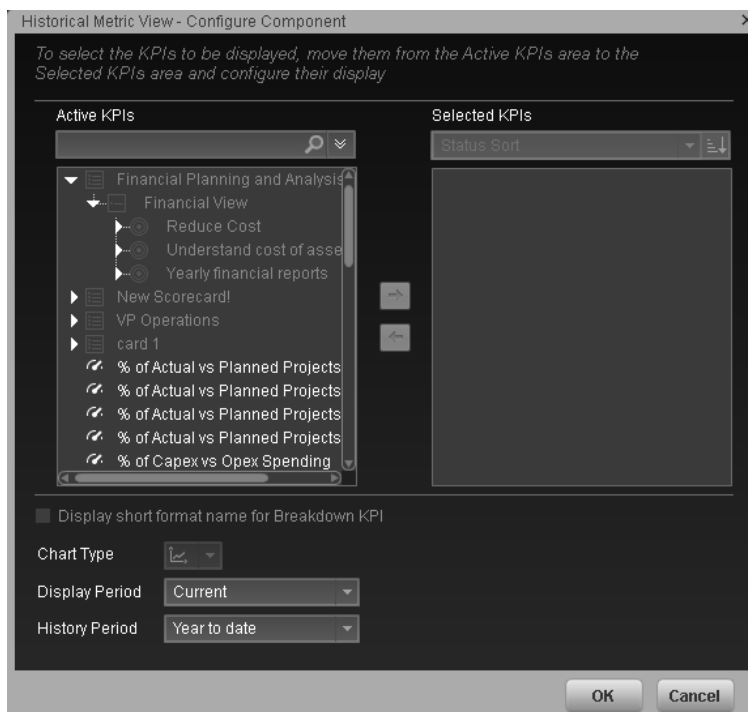 Historical Metric View - Configure Component
To select the KPIs to be displayed, move them from the Active KPIs area to the
Selected KPIs area and configure their display
Active KPIs
Selected KPIs
Status Sort
Financial Planning and Analysis
Financial View
Reduce Cost
Understand cost of asse
Yearly financial reports
New Scorecard!
VP Operations
card 1
% of Actual vs Planned Projects
% of Actual vs Planned Projects
% of Actual vs Planned Projects
% of Actual vs Planned Projects
% of Capex vs Opex Spending
Display short format name for Breakdown KPI
Chart Type
Display Period Current
History Period Year to date
OK Cancel